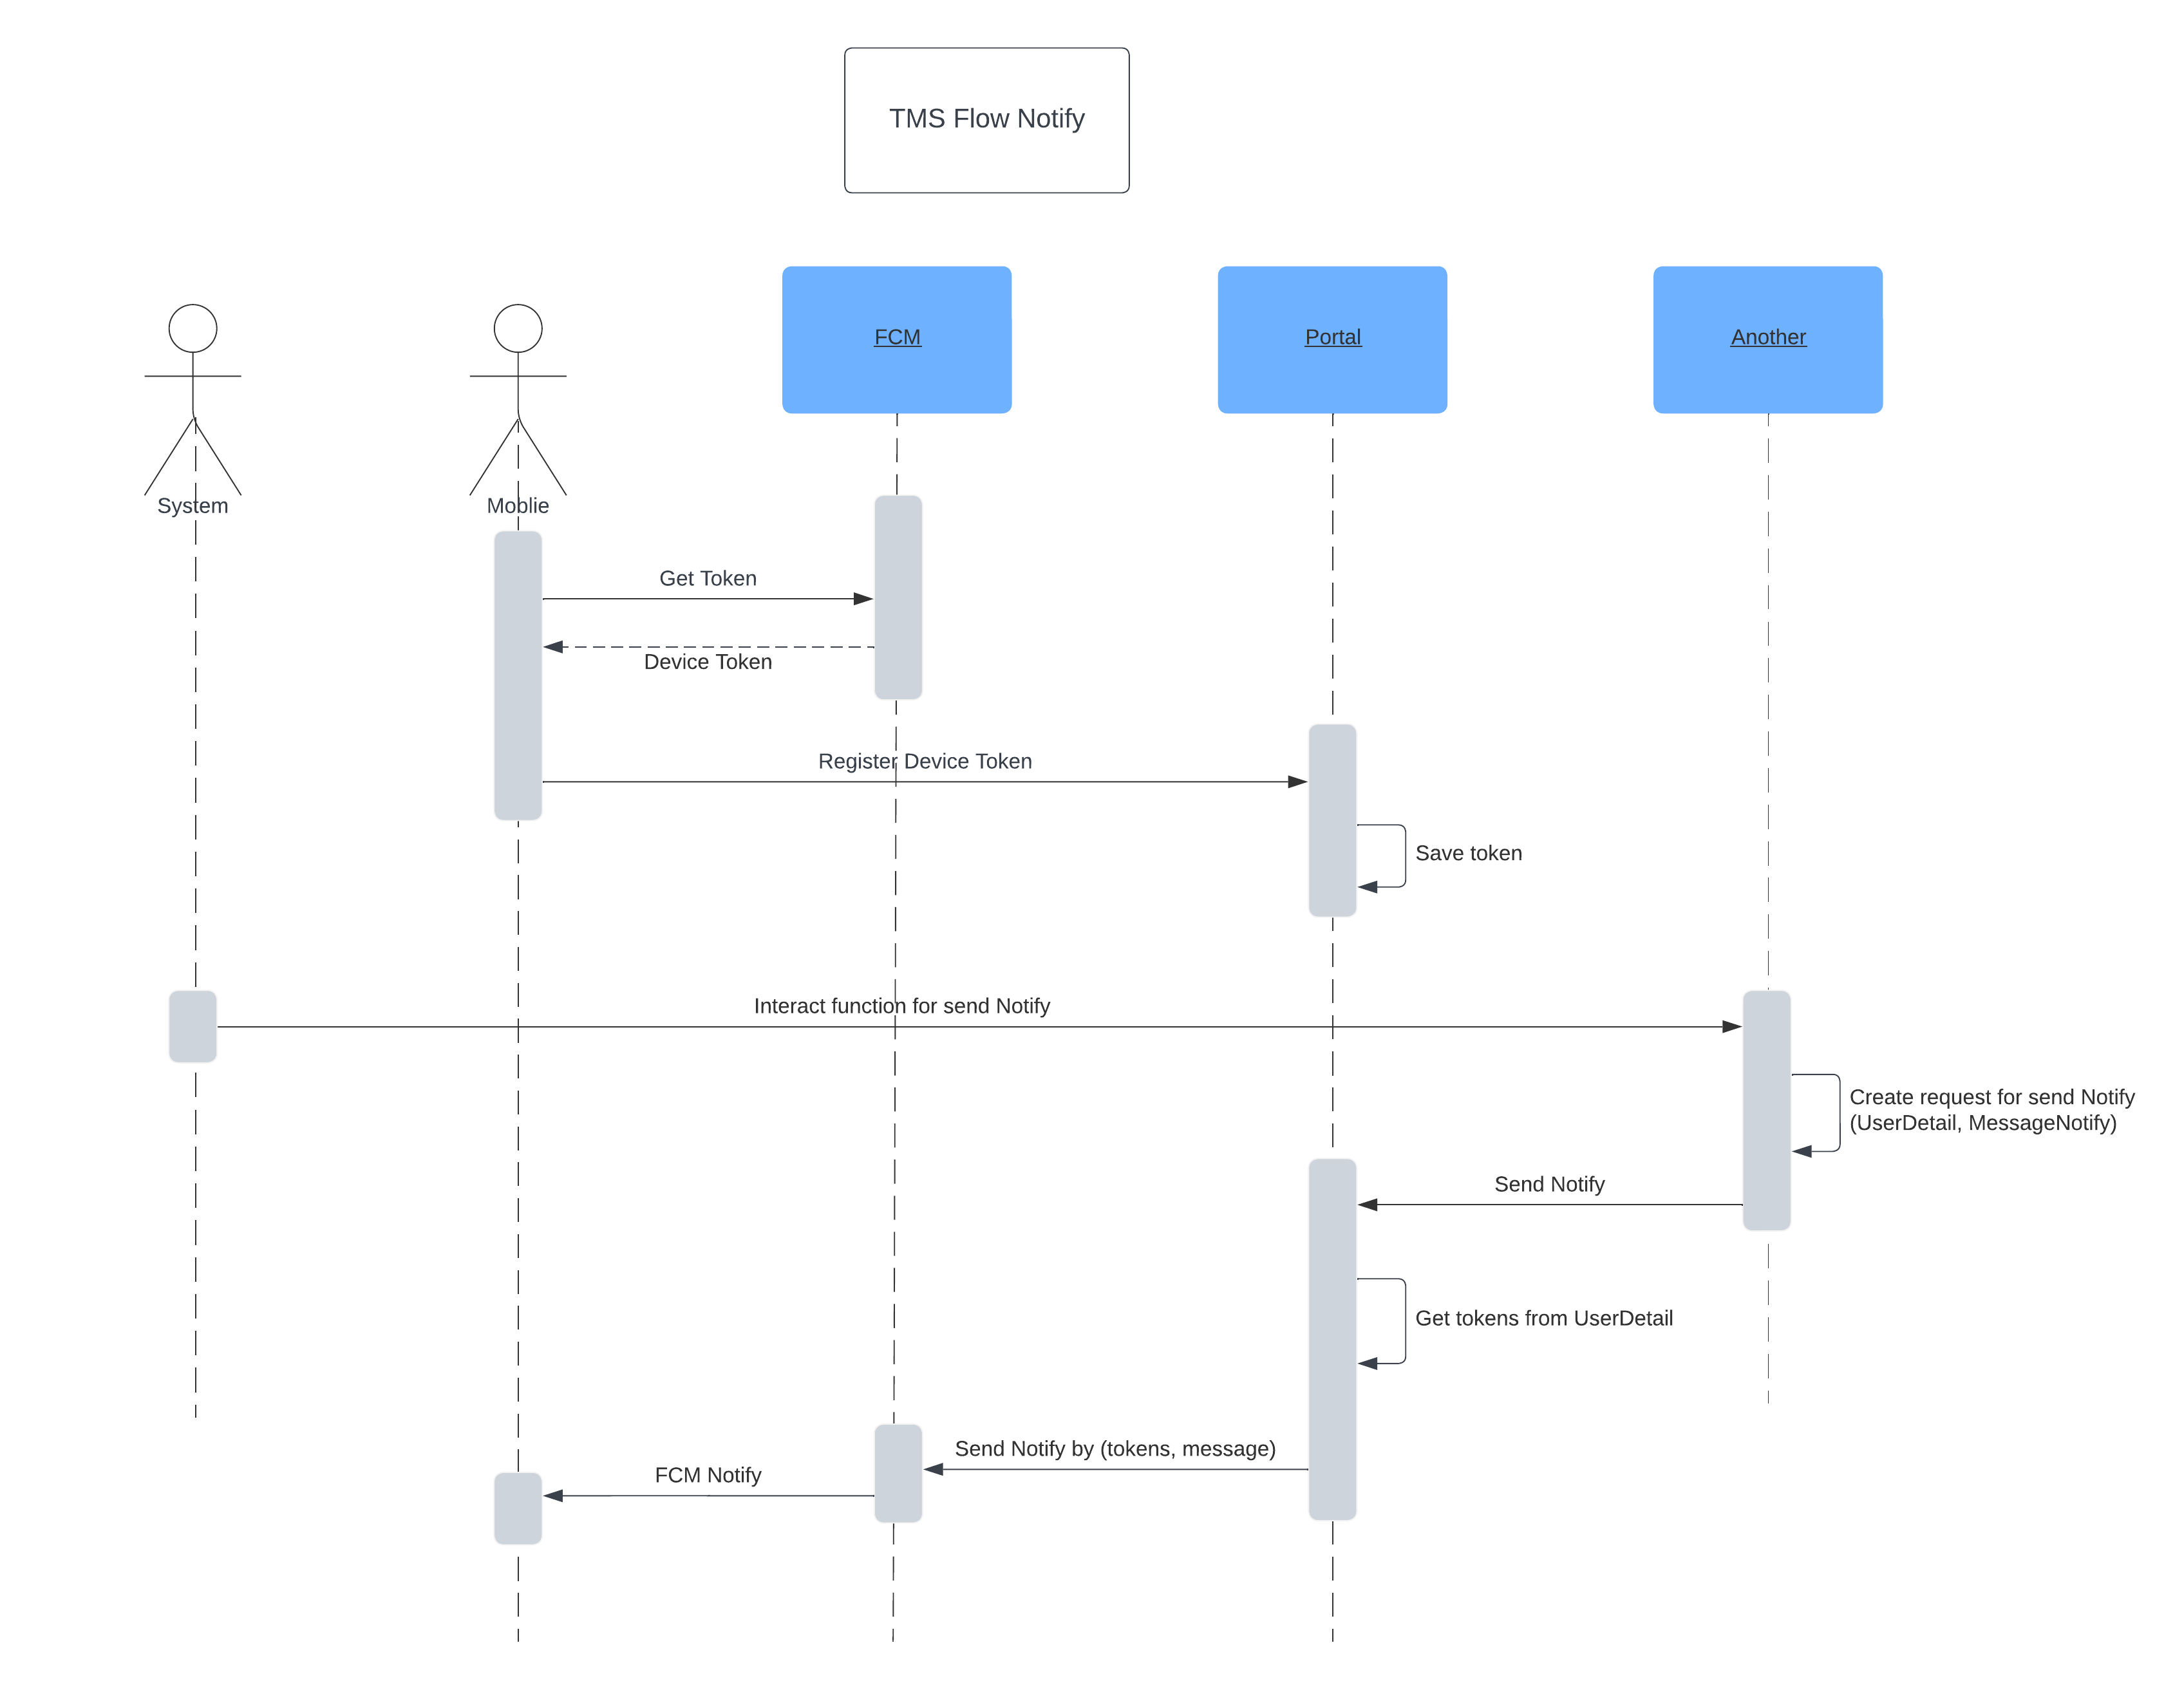 TMS Flow Notify
FCM
Portal
Another
System
Moblie
Get Token
Device Token
Register Device Token
Save token
Interact function for send Notify
Create request for send Notify
(UserDetail, MessageNotify)
Send Notify
Get tokens from UserDetail
Send Notify by (tokens, message)
FCM Notify